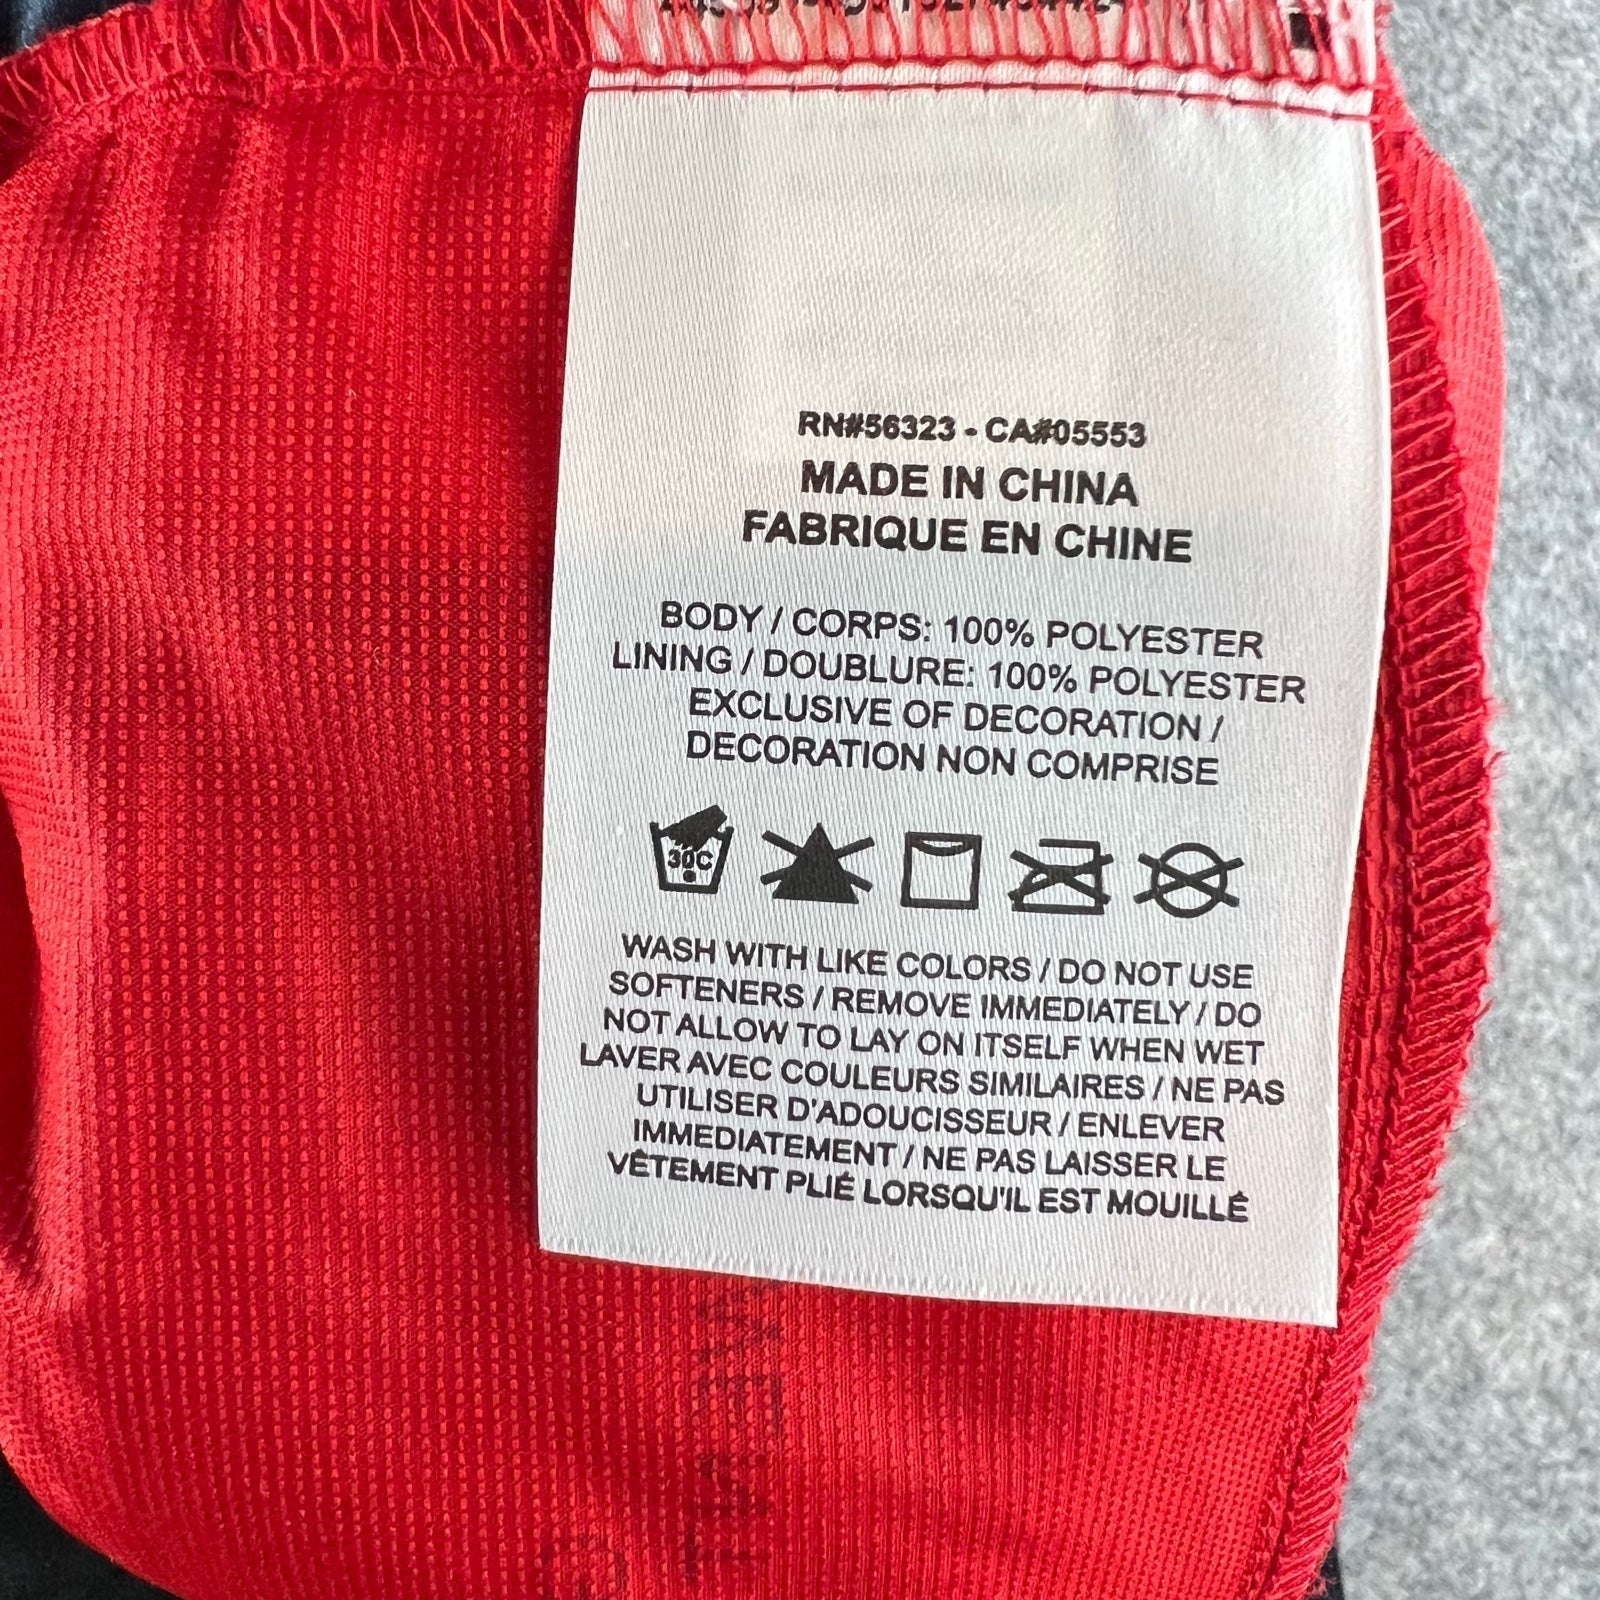 RN#56323 - CA#05553
MADE IN CHINA
FABRIQUE EN CHINE
BODY / CORPS: 100% POLYESTER
LINING / DOUBLURE: 100% POLYESTER
EXCLUSIVE OF DECORATION /
DECORATION NON COMPRISE
30C
WASH WITH LIKE COLORS / DO NOT USE
SOFTENERS / REMOVE IMMEDIATELY / DO
NOT ALLOW TO LAY ON ITSELF WHEN WET
LAVER AVEC COULEURS SIMILAIRES / NE PAS
UTILISER D'ADOUCISSEUR / ENLEVER
IMMEDIATEMENT / NE PAS LAISSER LE
VÊTEMENT PLIÉ LORSQU'IL EST MOUILLÉ